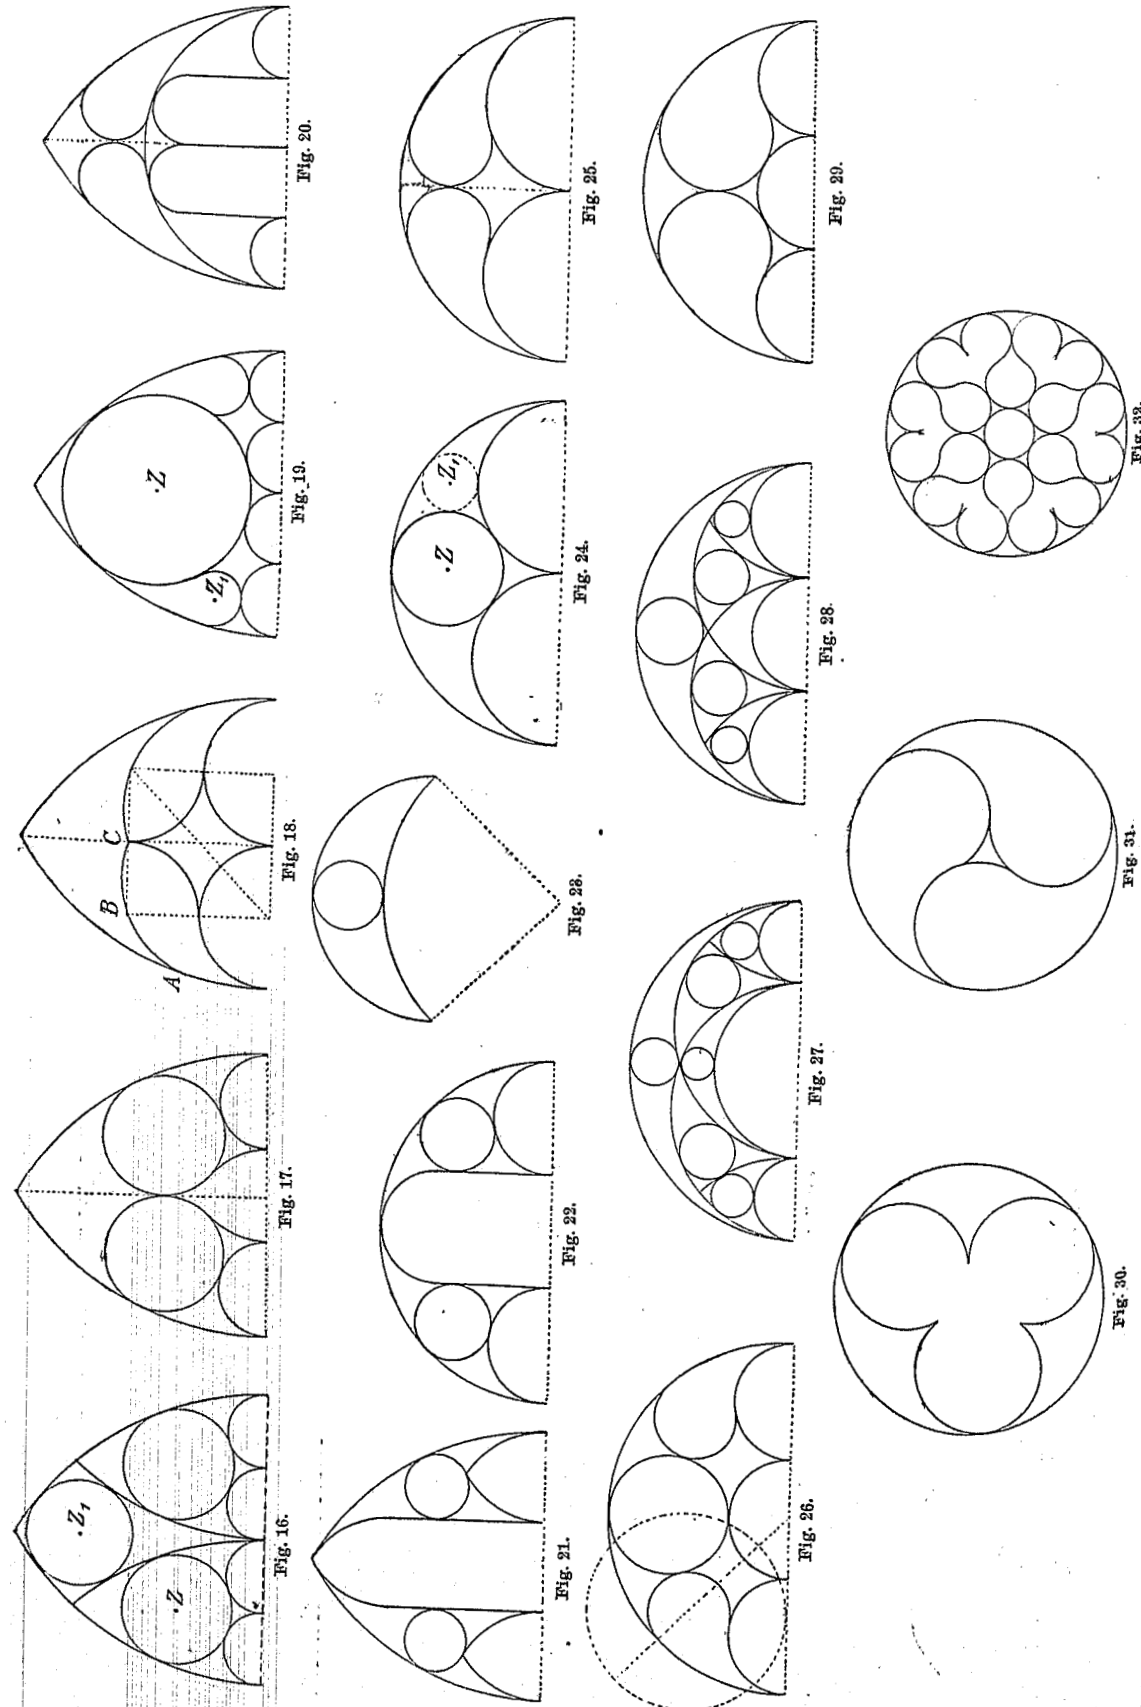 Z₁
Z
Fig. 16.
Fig. 17.
A
B
C
Fig. 18.
Z
Z₁
Fig. 19.
Fig. 20.
Fig. 21.
Fig. 22.
Fig. 23.
Z
Z₁
Fig. 24.
Fig. 25.
Fig. 26.
Fig. 27.
Fig. 28.
Fig. 29.
Fig. 30.
Fig. 31.
Fig. 32.